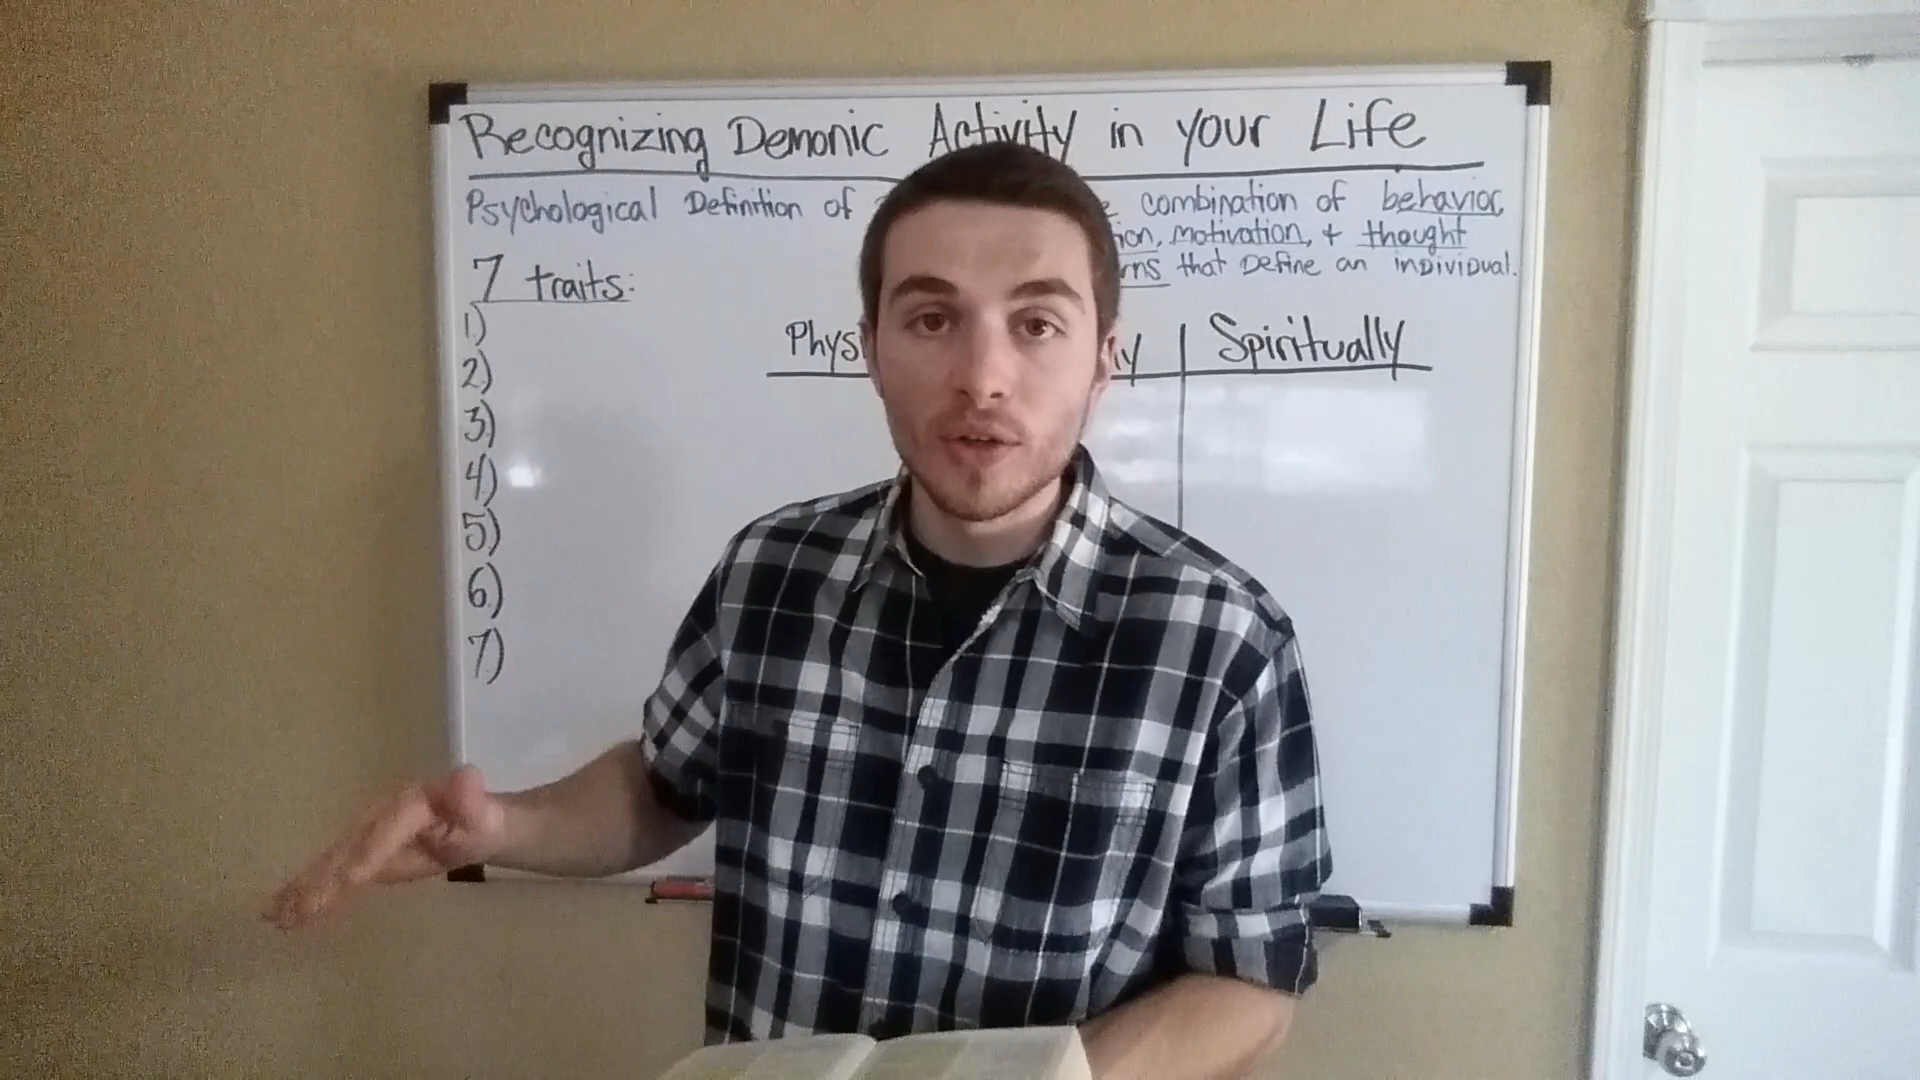 Recognizing Demonic Activity in your Life
Psychological Definition of combination of behavior,
motivation, + thought
that Define an inDiviDual.
7 traits:
1)
2)
3)
4)
5)
6)
7)
Spiritually